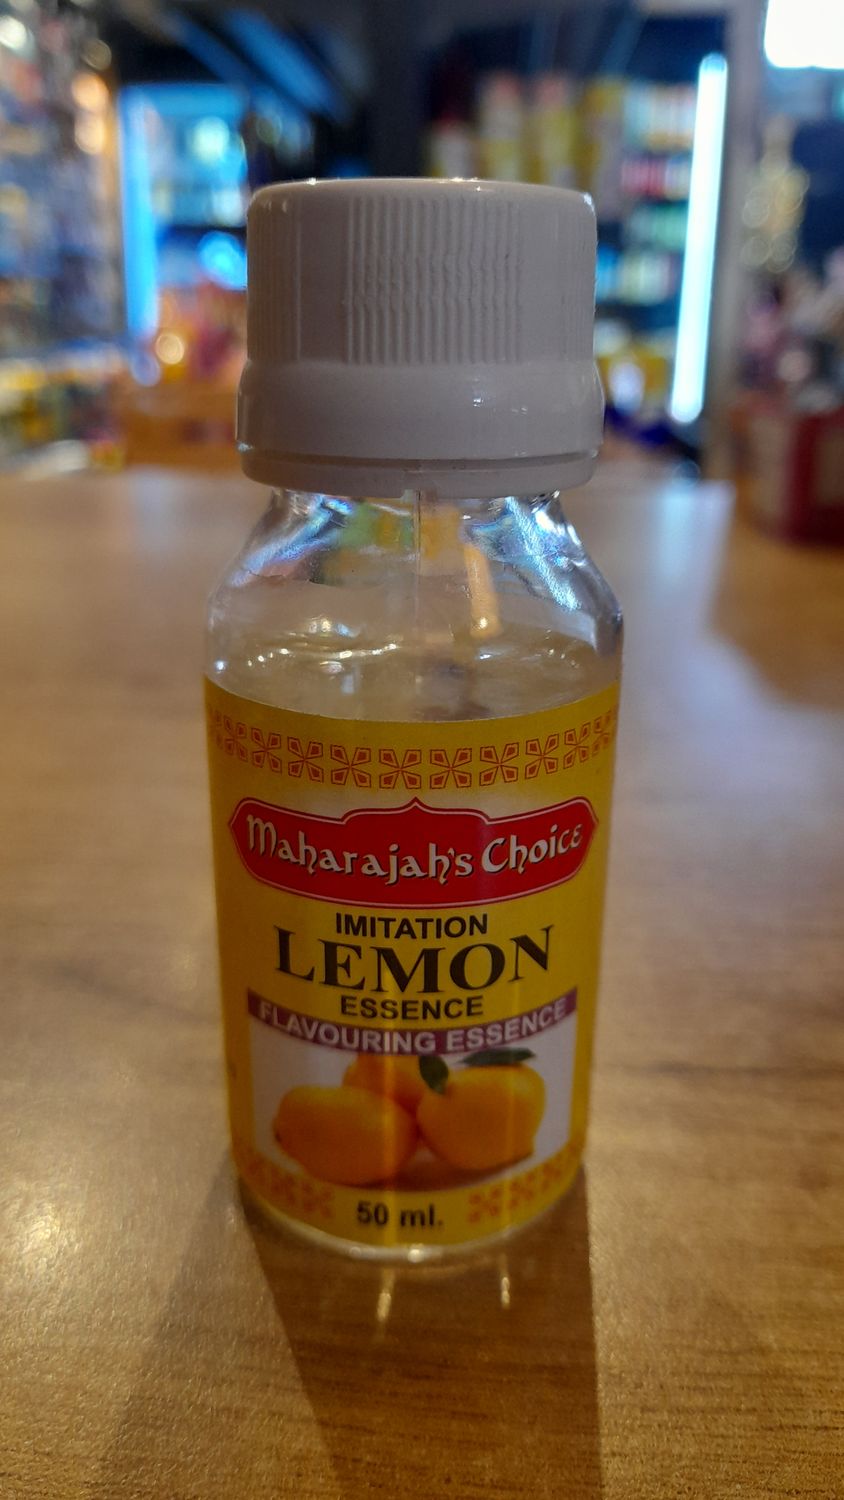 Maharajah's Choice
IMITATION
LEMON
ESSENCE
FLAVOURING ESSENCE
50 ml.